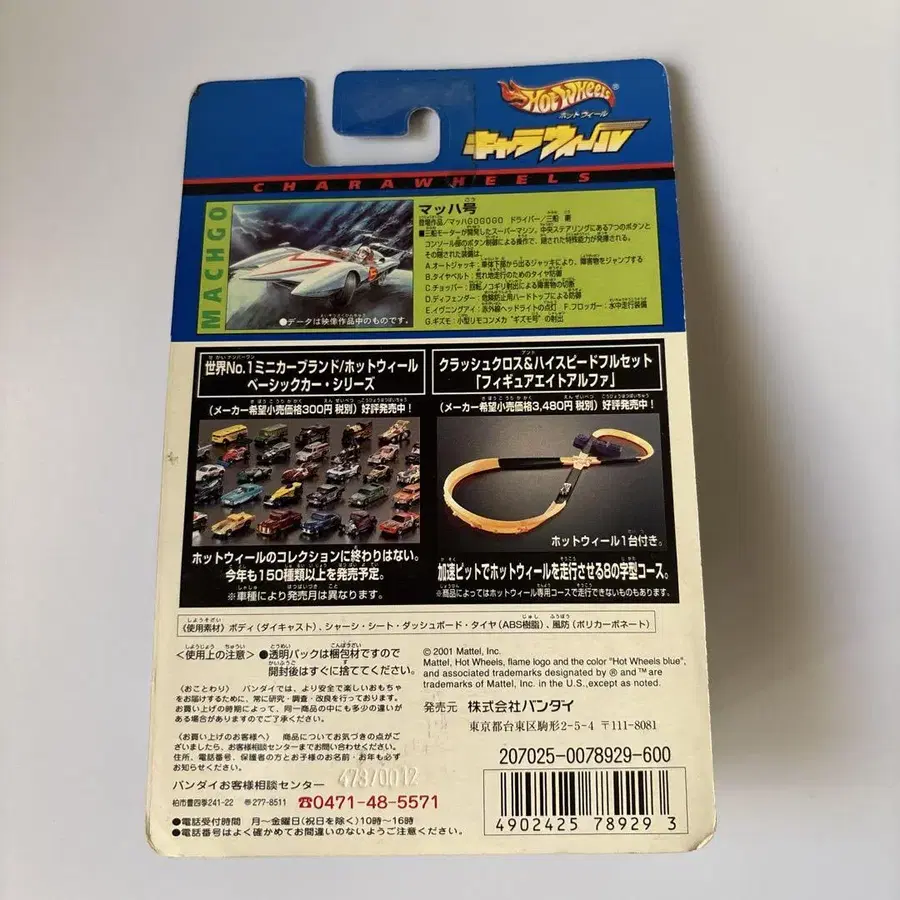 Hot Wheels
ホットウィール
キャラウィール
CHARAWHEELS
MACHGO
マッハ号
登場作品/マッハGOGOGO ドライバー/三船 剛
■三船モーターが開発したスーパーマシン。中央ステアリングにある7つのボタンと
コンソール部のボタン制御による操作で、隠された特殊能力が発揮される。
その隠された装備は、
A.オートジャッキ:車体下部から出るジャッキにより、障害物をジャンプする
B.タイヤベルト:荒れ地走行のためのタイヤ防御
C.チョッパー:回転ノコギリ射出による障害物の切断
D.ディフェンダー:危険防止用ハードトップによる防御
E.イヴニングアイ:赤外線ヘッドライトの点灯 F.フロッガー:水中走行装備
G.ギズモ:小型リモコンメカ“ギズモ号”の射出
●データは映像作品中のものです。
世界No.1ミニカーブランド/ホットウィール
ベーシックカー・シリーズ
(メーカー希望小売価格300円 税別)好評発売中!
ホットウィールのコレクションに終わりはない。
今年も150種類以上を発売予定。
※車種により発売月は異なります。
クラッシュクロス&ハイスピードフルセット
「フィギュアエイトアルファ」
(メーカー希望小売価格3,480円 税別)好評発売中!
ホットウィール1台付き。
加速ピットでホットウィールを走行させる8の字型コース。
※商品によってはホットウィール専用コースで走行できないものもあります。
《使用素材》ボディ(ダイキャスト)、シャーシ・シート・ダッシュボード・タイヤ(ABS樹脂)、風防(ポリカーボネート)
<使用上の注意>●透明パックは梱包材ですので
開封後はすぐに捨ててください。
《おことわり》 バンダイでは、より安全で楽しいおもちゃ
をお届けするために、常に研究・調査・改良を行っております。
お買い上げの時期によって、同一商品の中にも多少の違いが
ある場合がありますのでご了承ください。
《お買い上げのお客様へ》 商品についてお気づきの点がご
ざいましたら、お客様相談センターまでお問い合わせください。
住所、電話番号、保護者の方とお子様のお名前・お年も必ず
お知らせください。
473/0012
バンダイお客様相談センター
柏市豊四季241-22 〒277-8511 ☎0471-48-5571
●電話受付時間 月~金曜日(祝日を除く)10時~16時
●電話番号はよく確かめてお間違いのないようご注意ください。
© 2001 Mattel, Inc.
Mattel, Hot Wheels, flame logo and the color "Hot Wheels blue",
and associated trademarks designated by ® and ™ are
trademarks of Mattel, Inc. in the U.S.,except as noted.
発売元 株式会社バンダイ
東京都台東区駒形2-5-4 〒111-8081
207025-0078929-600
4902425 78929 3